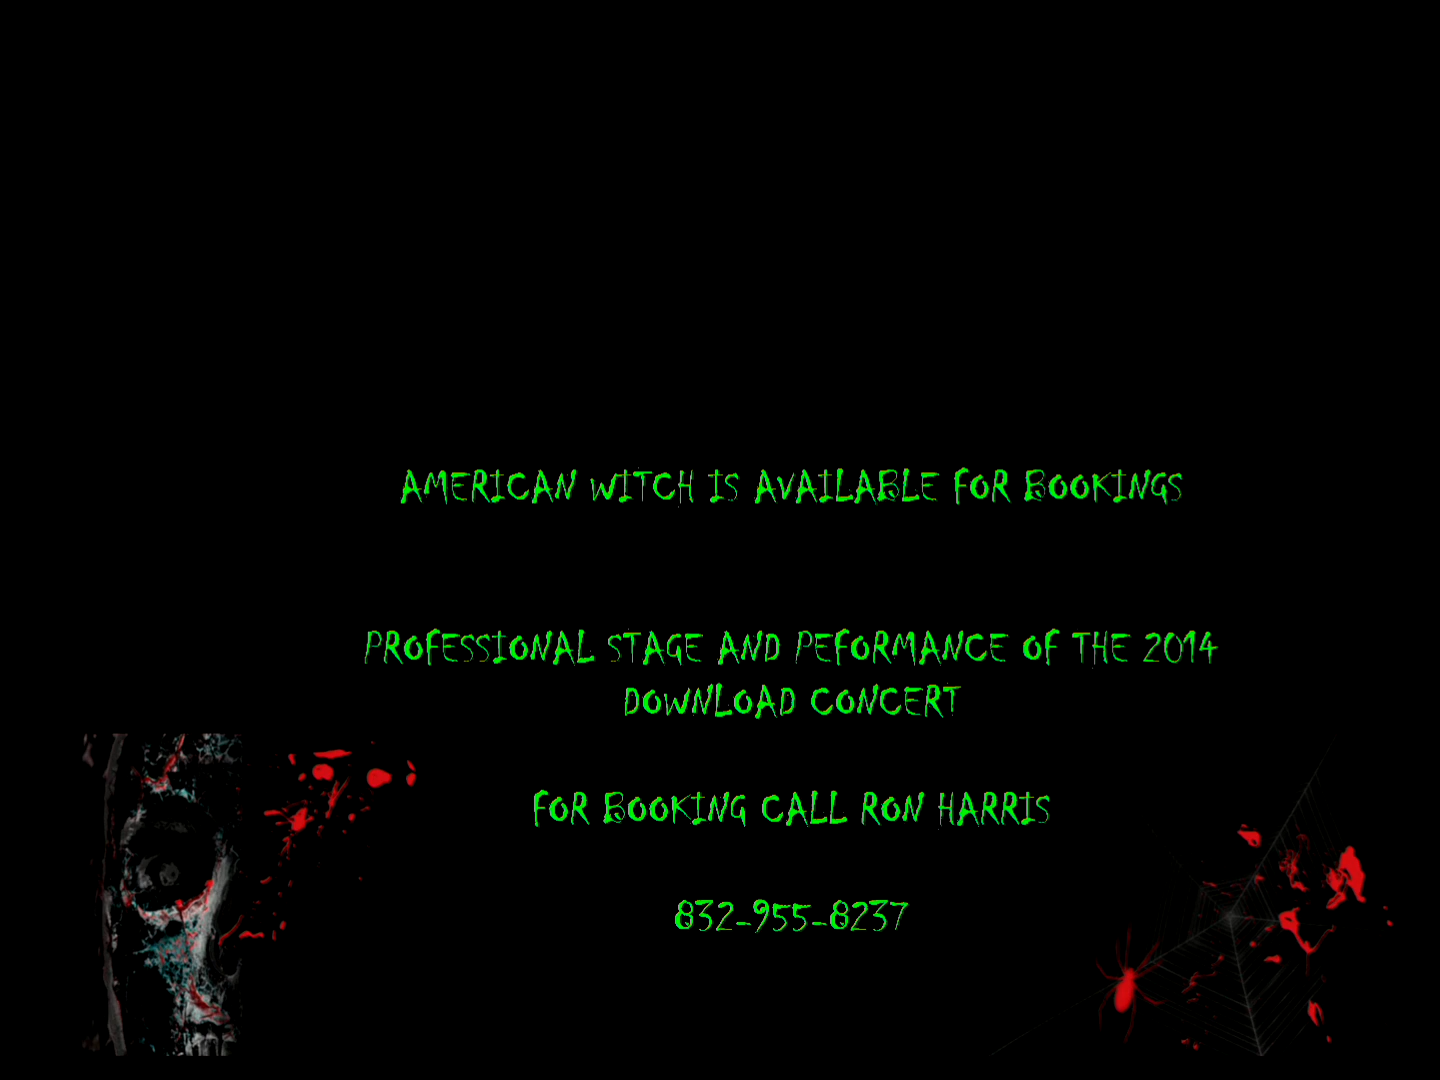 AMERICAN WITCH IS AVAILABLE FOR BOOKINGS
PROFESSIONAL STAGE AND PEFORMANCE OF THE 2014
DOWNLOAD CONCERT
FOR BOOKING CALL RON HARRIS
832-955-8237